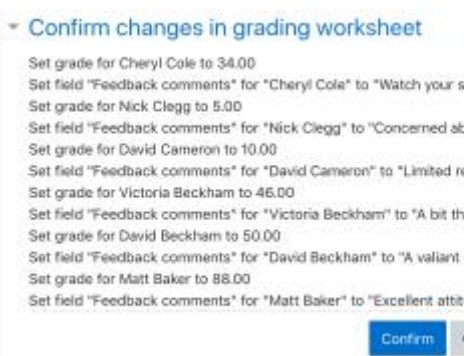 Confirm changes in grading worksheet
Set grade for Cheryl Cole to 34.00
Set field "Feedback comments" for "Cheryl Cole" to "Watch your s
Set grade for Nick Clegg to 5.00
Set field "Feedback comments" for "Nick Clegg" to "Concerned ab
Set grade for David Cameron to 10.00
Set field "Feedback comments" for "David Cameron" to "Limited re
Set grade for Victoria Beckham to 46.00
Set field "Feedback comments" for "Victoria Beckham" to "A bit th
Set grade for David Beckham to 50.00
Set field "Feedback comments" for "David Beckham" to "A valiant
Set grade for Matt Baker to 88.00
Set field "Feedback comments" for "Matt Baker" to "Excellent attit
Confirm